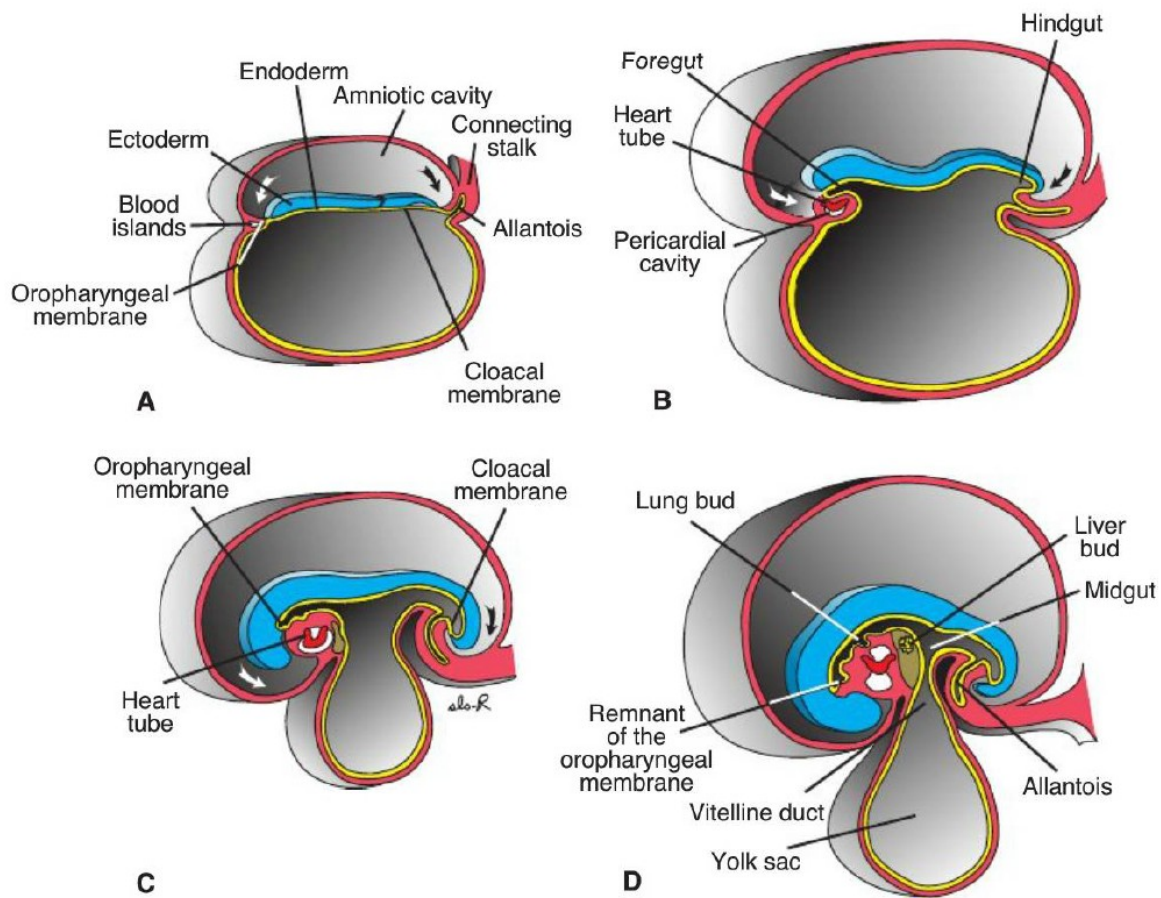 Endoderm
Amniotic cavity
Ectoderm
Connecting
stalk
Blood
islands
Allantois
Oropharyngeal
membrane
Cloacal
membrane
A
Hindgut
Foregut
Heart
tube
Pericardial
cavity
B
Oropharyngeal
membrane
Cloacal
membrane
Heart
tube
sls-R
C
Lung bud
Liver
bud
Midgut
Remnant
of the
oropharyngeal
membrane
Allantois
Vitelline duct
Yolk sac
D